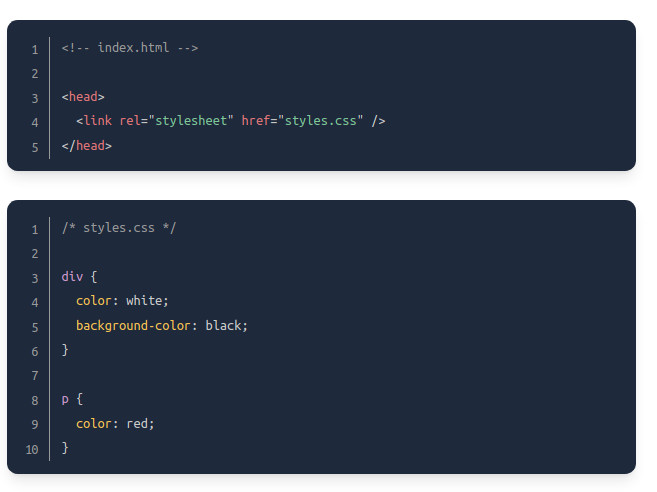 1 <!-- index.html -->
2
3 <head>
4   <link rel="stylesheet" href="styles.css" />
5 </head>
1 /* styles.css */
2
3 div {
4   color: white;
5   background-color: black;
6 }
7
8 p {
9   color: red;
10 }